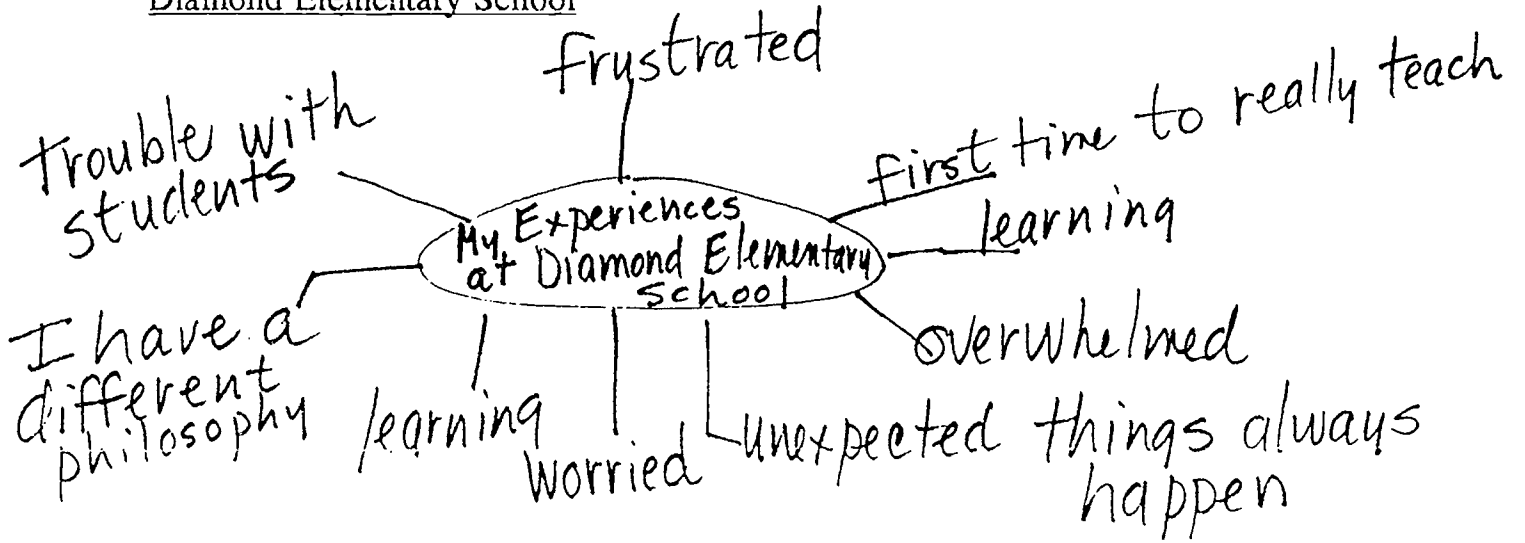 Diamond Elementary School
frustrated
first time to really teach
Trouble with
students
learning
My Experiences
at Diamond Elementary
School
overwhelmed
I have a
different
philosophy
learning
worried
unexpected things always
happen